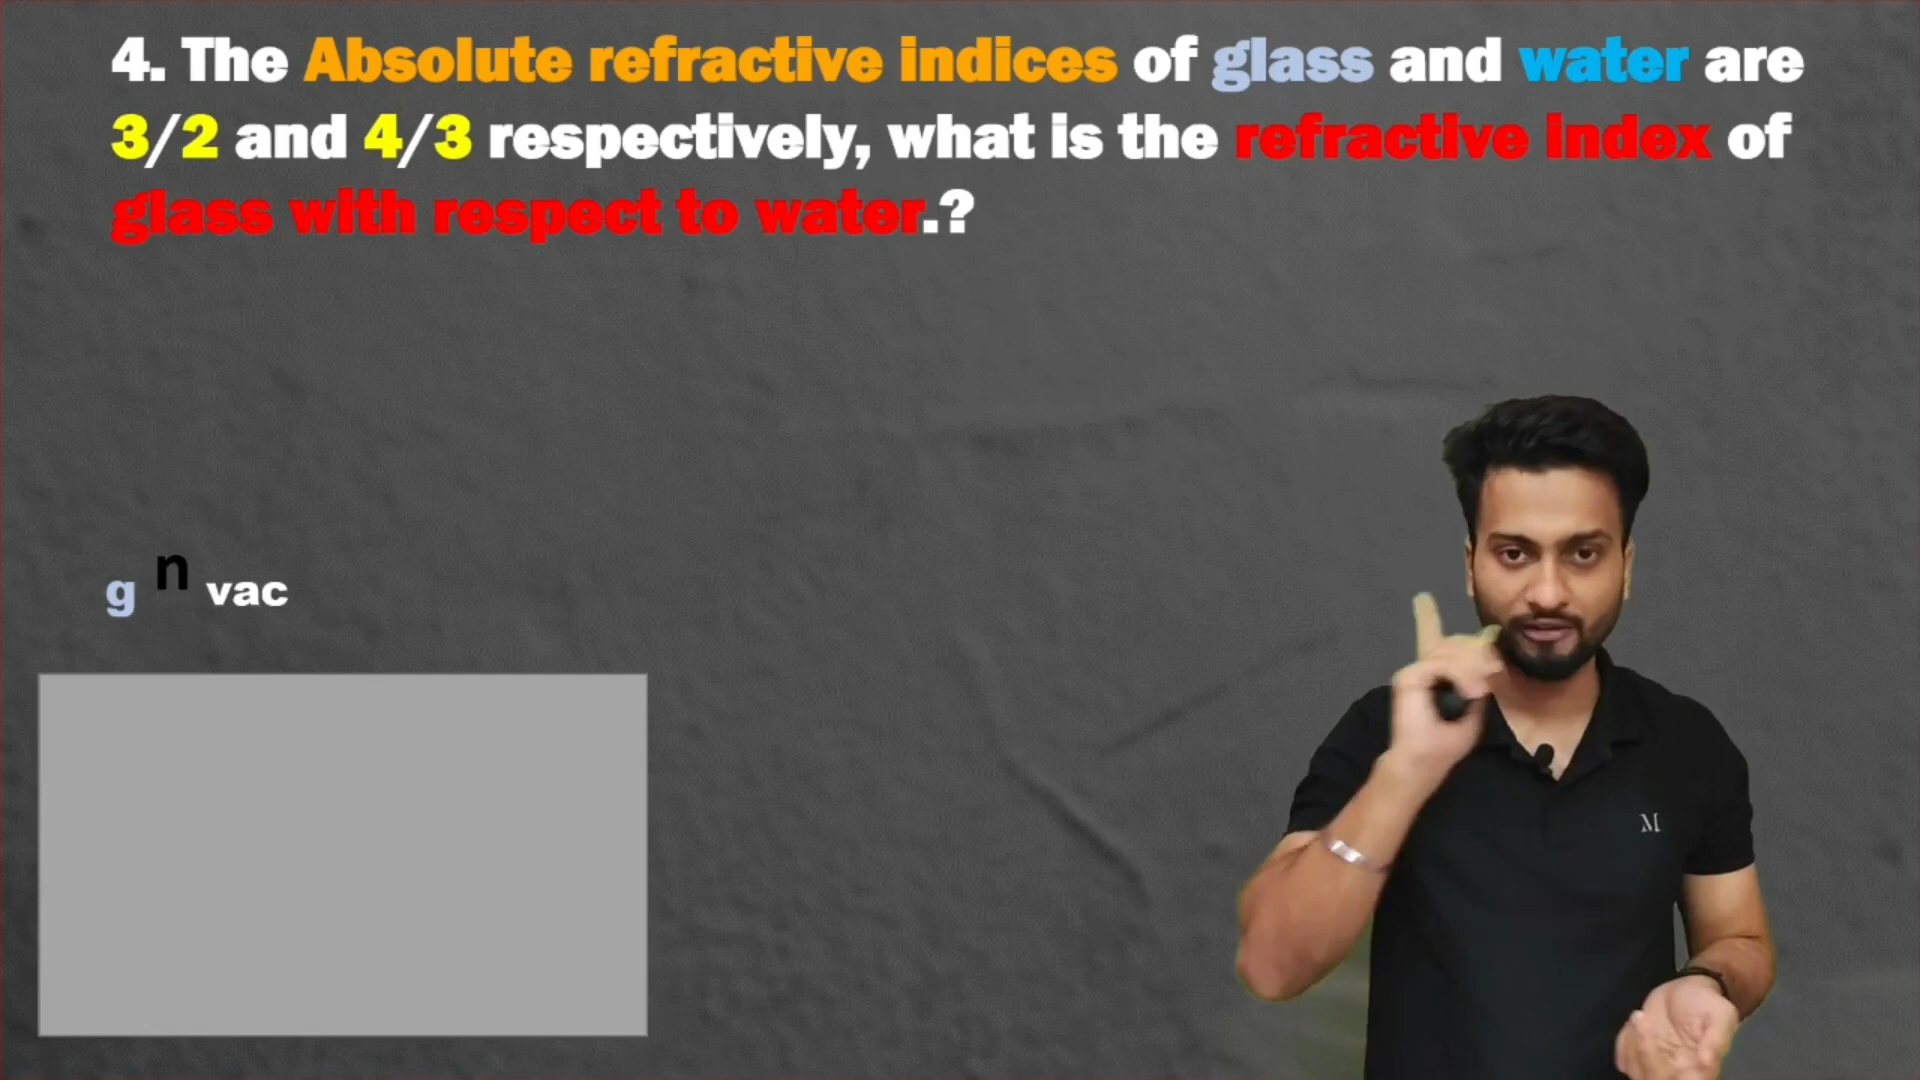 4. The Absolute refractive indices of glass and water are
3/2 and 4/3 respectively, what is the refractive index of
glass with respect to water.?
g n vac
M